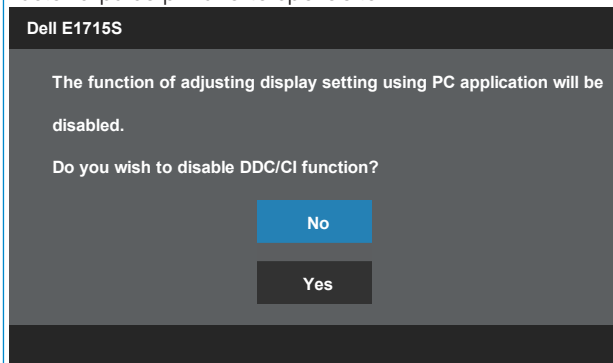 Dell E1715S
The function of adjusting display setting using PC application will be
disabled.
Do you wish to disable DDC/CI function?
No
Yes